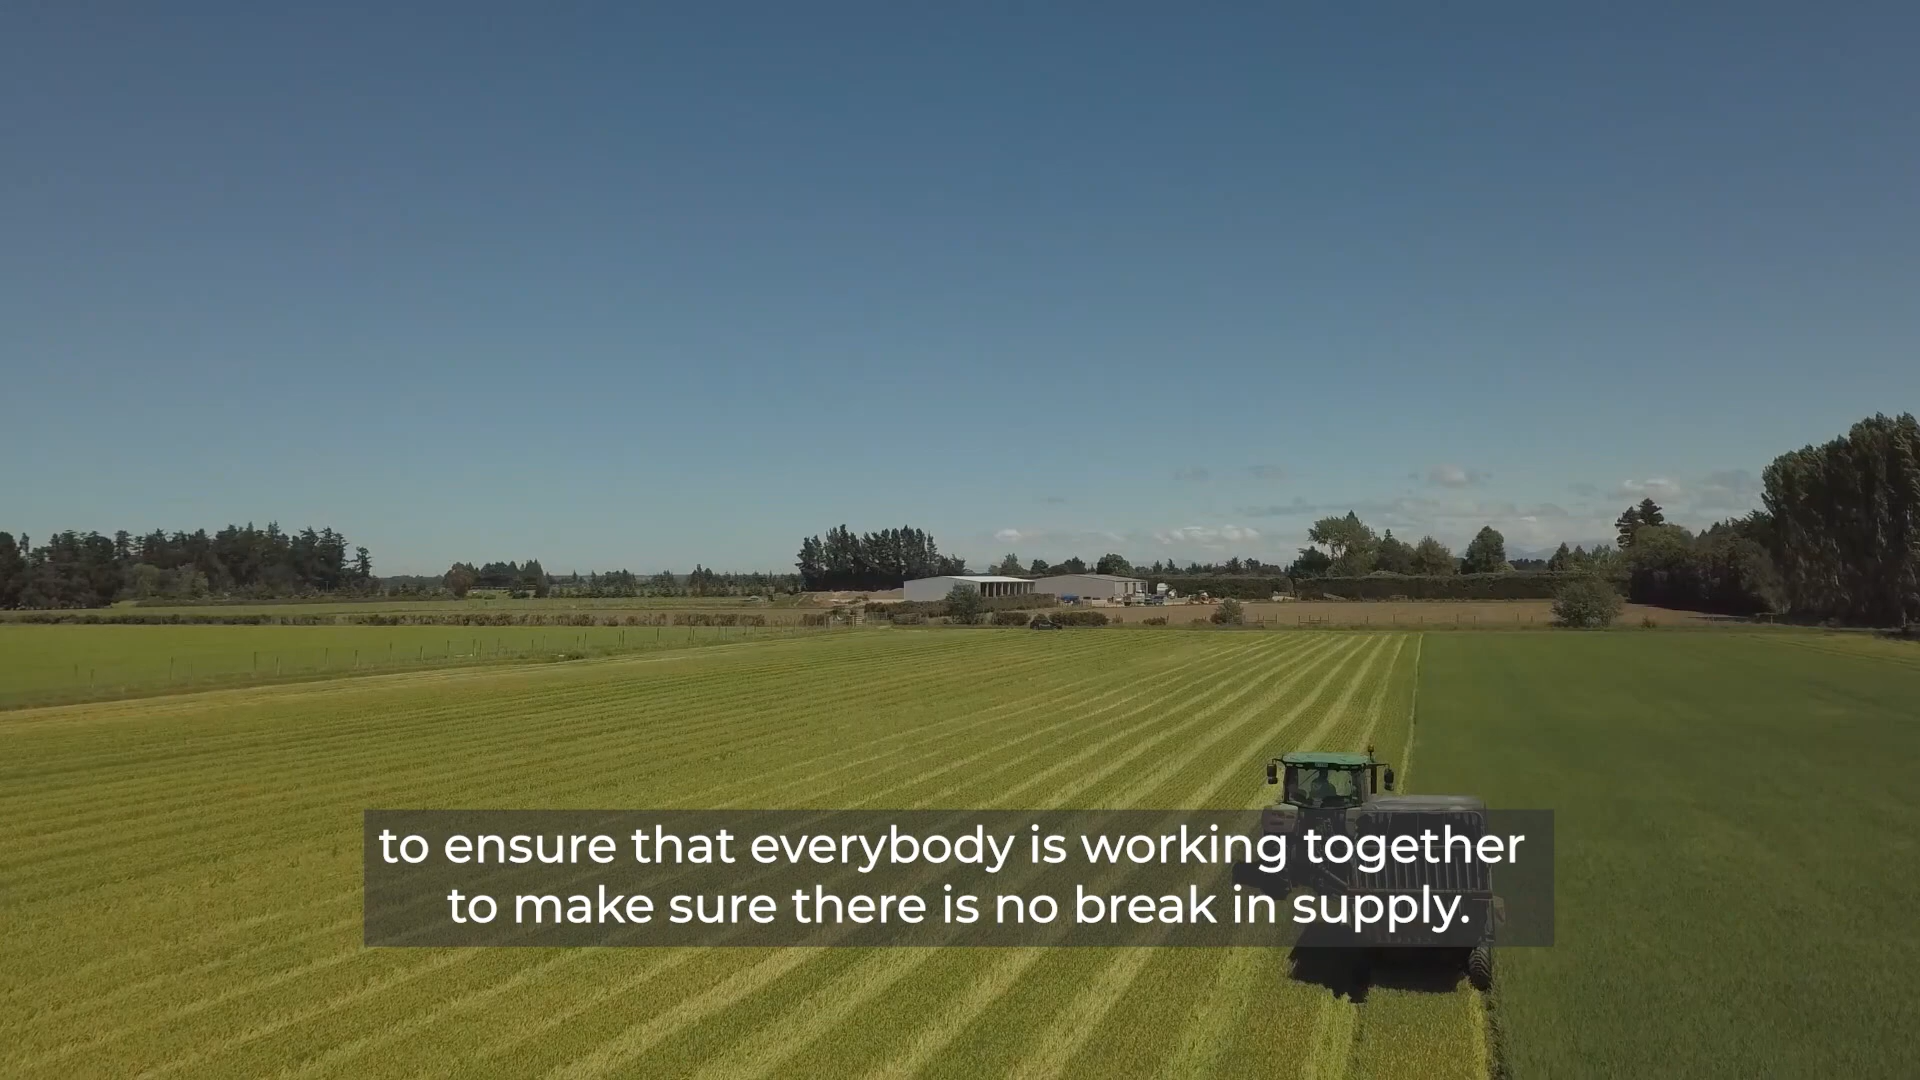 to ensure that everybody is working together
to make sure there is no break in supply.